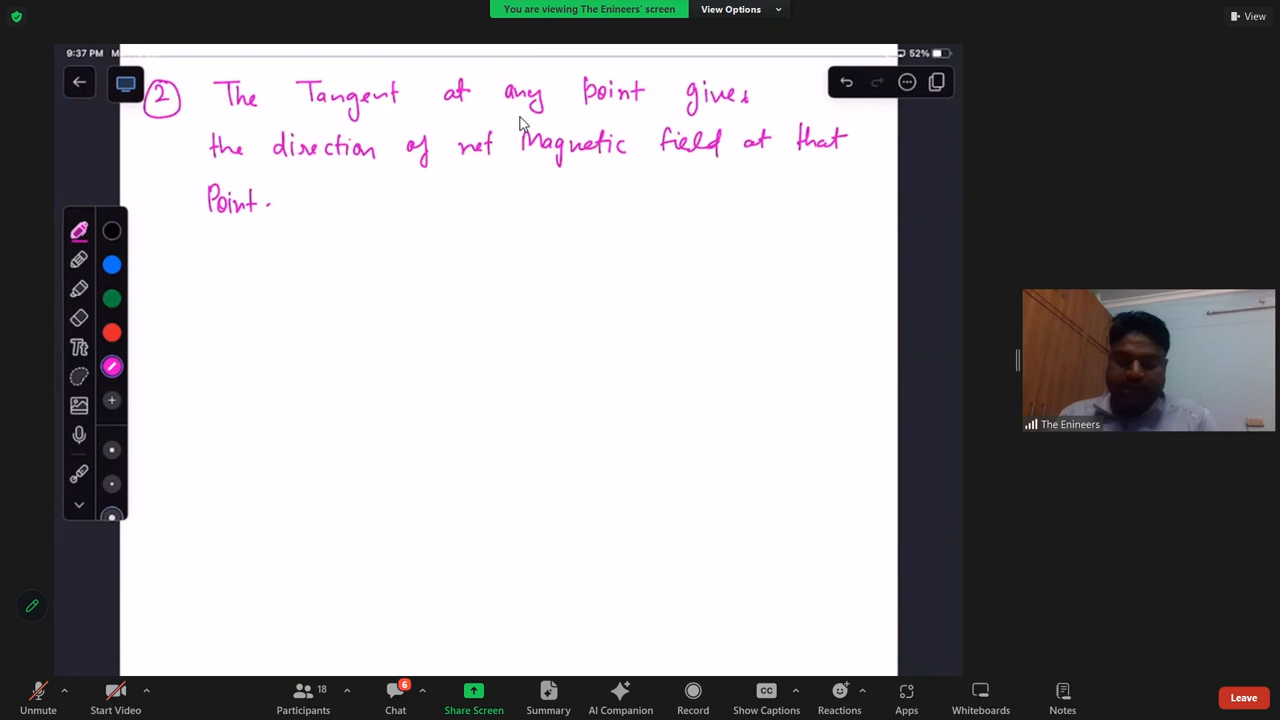 You are viewing The Enineers' screen
View Options
View
9:37 PM M
52%
② The Tangent at any point gives
the direction of net Magnetic field at that
Point.
Tt
The Enineers
6
18
Unmute
Start Video
Participants
Chat
Share Screen
Summary
AI Companion
Record
CC
Show Captions
Reactions
Apps
Whiteboards
Notes
Leave